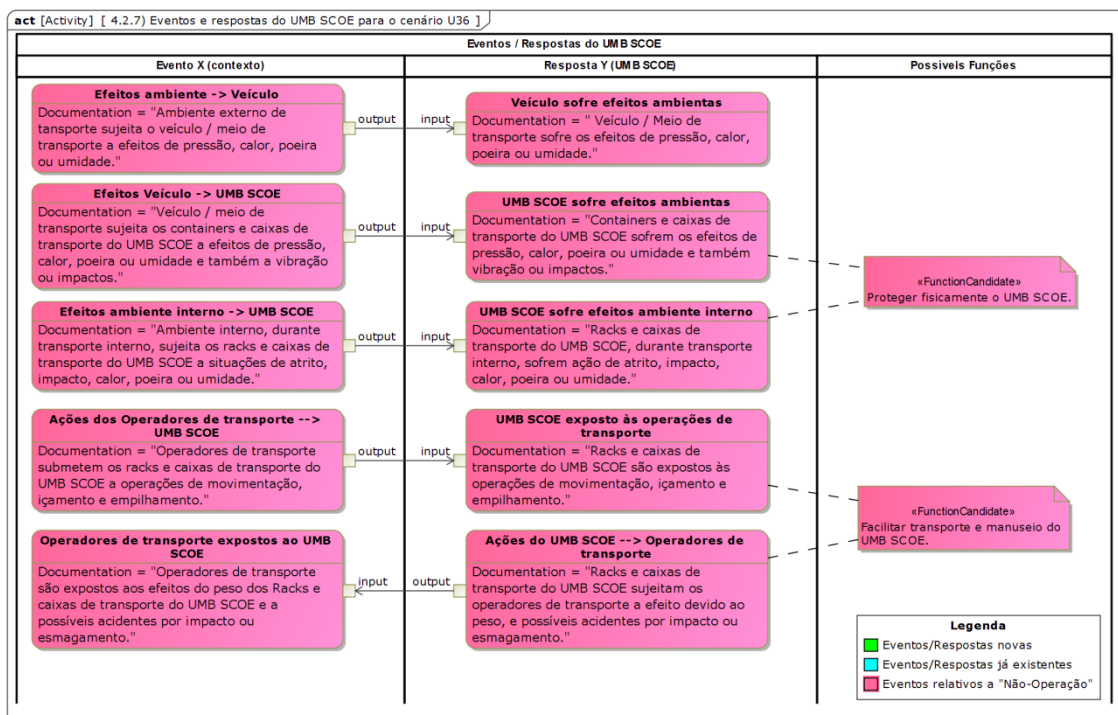 act [Activity] [ 4.2.7) Eventos e respostas do UMB SCOE para o cenário U36 ]
Eventos / Respostas do UMB SCOE
Evento X (contexto)
Resposta Y (UMB SCOE)
Possiveis Funções
Efeitos ambiente -> Veículo
Documentation = "Ambiente externo de
tansporte sujeita o veículo / meio de
transporte a efeitos de pressão, calor, poeira
ou umidade."
output
input
Veículo sofre efeitos ambientas
Documentation = " Veículo / Meio de
transporte sofre os efeitos de pressão, calor,
poeira ou umidade."
Efeitos Veículo -> UMB SCOE
Documentation = "Veículo / meio de
transporte sujeita os containers e caixas de
transporte do UMB SCOE a efeitos de pressão,
calor, poeira ou umidade e também a vibração
ou impactos."
output
input
UMB SCOE sofre efeitos ambientas
Documentation = "Containers e caixas de
transporte do UMB SCOE sofrem os efeitos de
pressão, calor, poeira ou umidade e também
vibração ou impactos."
«FunctionCandidate»
Proteger fisicamente o UMB SCOE.
Efeitos ambiente interno -> UMB SCOE
Documentation = "Ambiente interno, durante
transporte interno, sujeita os racks e caixas de
transporte do UMB SCOE a situações de atrito,
impacto, calor, poeira ou umidade."
output
input
UMB SCOE sofre efeitos ambiente interno
Documentation = "Racks e caixas de
transporte do UMB SCOE, durante transporte
interno, sofrem ação de atrito, impacto,
calor, poeira ou umidade."
Ações dos Operadores de transporte -->
UMB SCOE
Documentation = "Operadores de transporte
submetem os racks e caixas de transporte do
UMB SCOE a operações de movimentação,
içamento e empilhamento."
output
input
UMB SCOE exposto às operações de
transporte
Documentation = "Racks e caixas de
transporte do UMB SCOE são expostos às
operações de movimentação, içamento e
empilhamento."
«FunctionCandidate»
Facilitar transporte e manuseio do
UMB SCOE.
Operadores de transporte expostos ao UMB
SCOE
Documentation = "Operadores de transporte
são expostos aos efeitos do peso dos Racks e
caixas de transporte do UMB SCOE e a
possíveis acidentes por impacto ou
esmagamento."
input
output
Ações do UMB SCOE --> Operadores de
transporte
Documentation = "Racks e caixas de
transporte do UMB SCOE sujeitam os
operadores de transporte a efeito devido ao
peso, e possíveis acidentes por impacto ou
esmagamento."
Legenda
Eventos/Respostas novas
Eventos/Respostas já existentes
Eventos relativos a "Não-Operação"